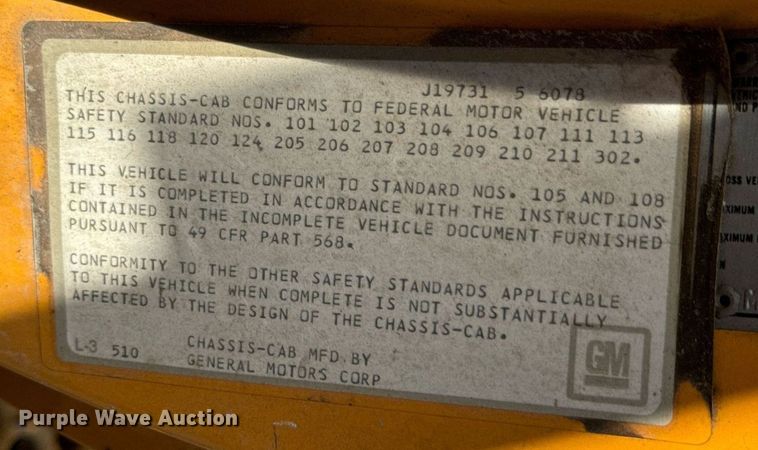 J19731 5 6078
THIS CHASSIS-CAB CONFORMS TO FEDERAL MOTOR VEHICLE
SAFETY STANDARD NOS. 101 102 103 104 106 107 111 113
115 116 118 120 124 205 206 207 208 209 210 211 302.
THIS VEHICLE WILL CONFORM TO STANDARD NOS. 105 AND 108
IF IT IS COMPLETED IN ACCORDANCE WITH THE INSTRUCTIONS
CONTAINED IN THE INCOMPLETE VEHICLE DOCUMENT FURNISHED
PURSUANT TO 49 CFR PART 568.
CONFORMITY TO THE OTHER SAFETY STANDARDS APPLICABLE
TO THIS VEHICLE WHEN COMPLETE IS NOT SUBSTANTIALLY
AFFECTED BY THE DESIGN OF THE CHASSIS-CAB.
L-3 510
CHASSIS-CAB MFD BY
GENERAL MOTORS CORP
GM
AND
OSS VE
XIMUM
XIMUM
Purple Wave Auction